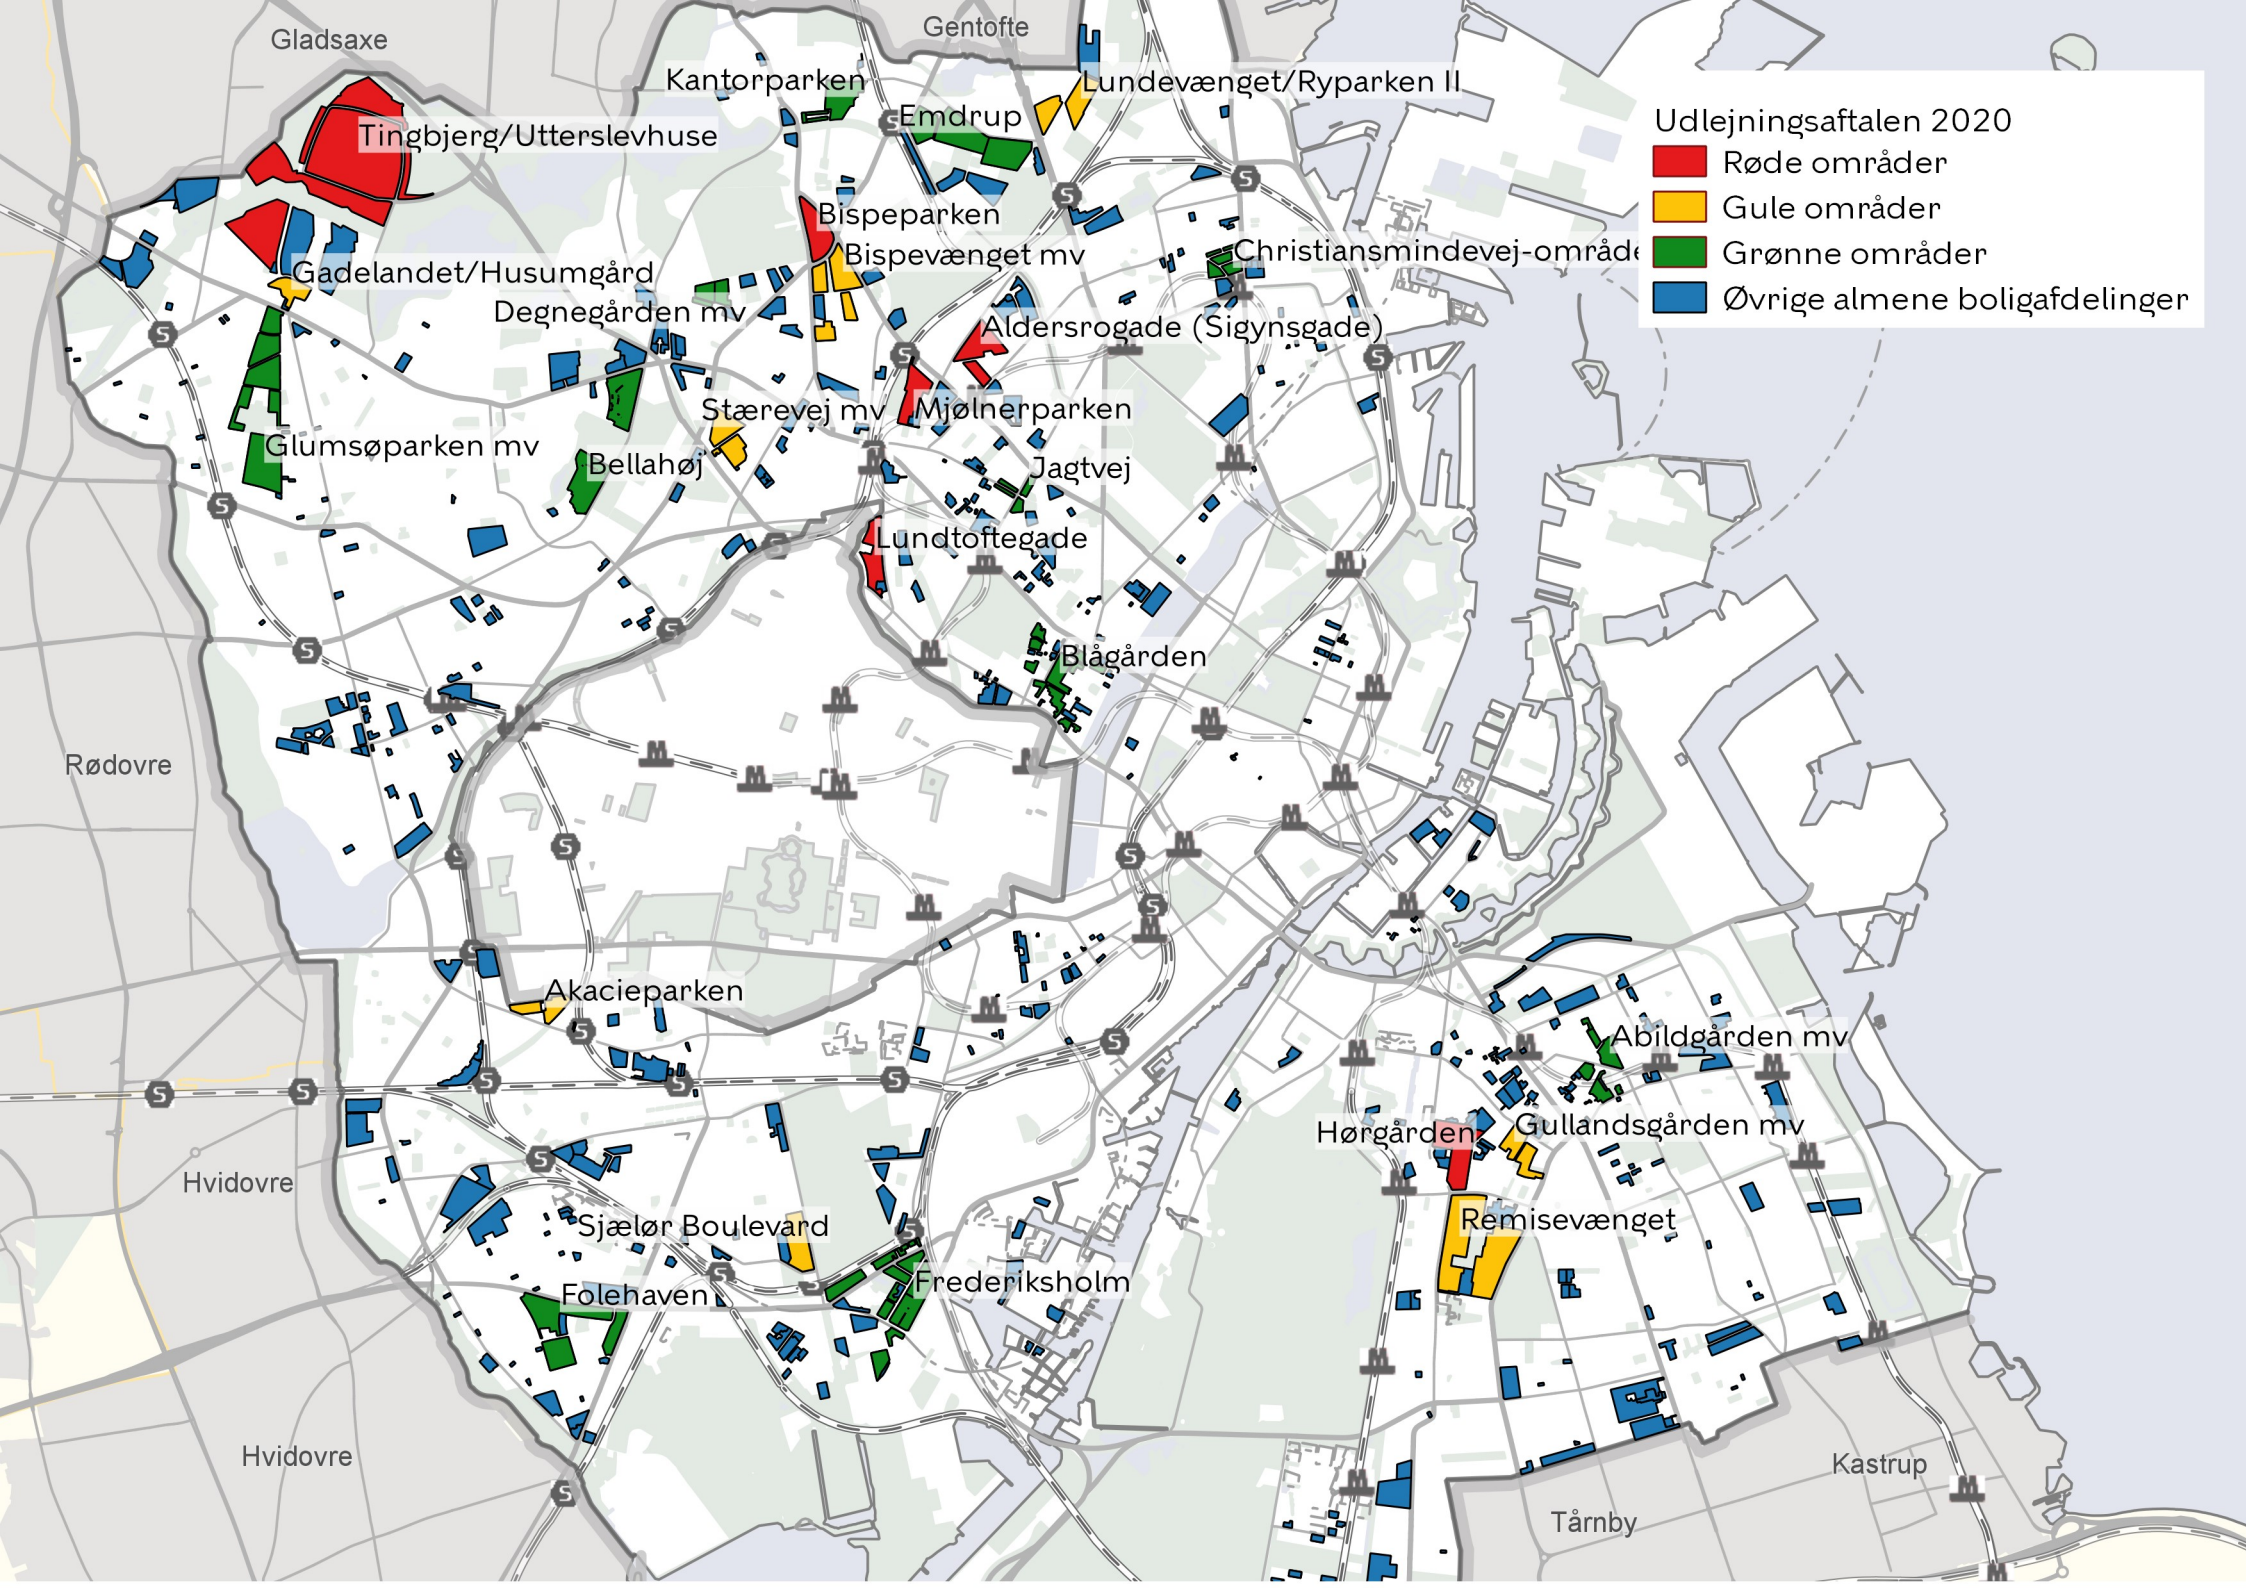 Gentofte
Gladsaxe
Kantorparken
Lundevænget/Ryparken II
Emdrup
Tingbjerg/Utterslevhuse
Udlejningsaftalen 2020
Røde områder
Gule områder
Grønne områder
Øvrige almene boligafdelinger
Bispeparken
Bispevænget mv
Christiansmindevej-område
Gadelandet/Husumgård
Degnegården mv
Aldersrogade (Sigynsgade)
Stærevej mv
Mjølnerparken
Glumsøparken mv
Bellahøj
Jagtvej
Lundtoftegade
Blågården
Rødovre
Akacieparken
Abildgården mv
Hørgården
Gullandsgården mv
Hvidovre
Sjælør Boulevard
Remisevænget
Folehaven
Frederiksholm
Hvidovre
Kastrup
Tårnby